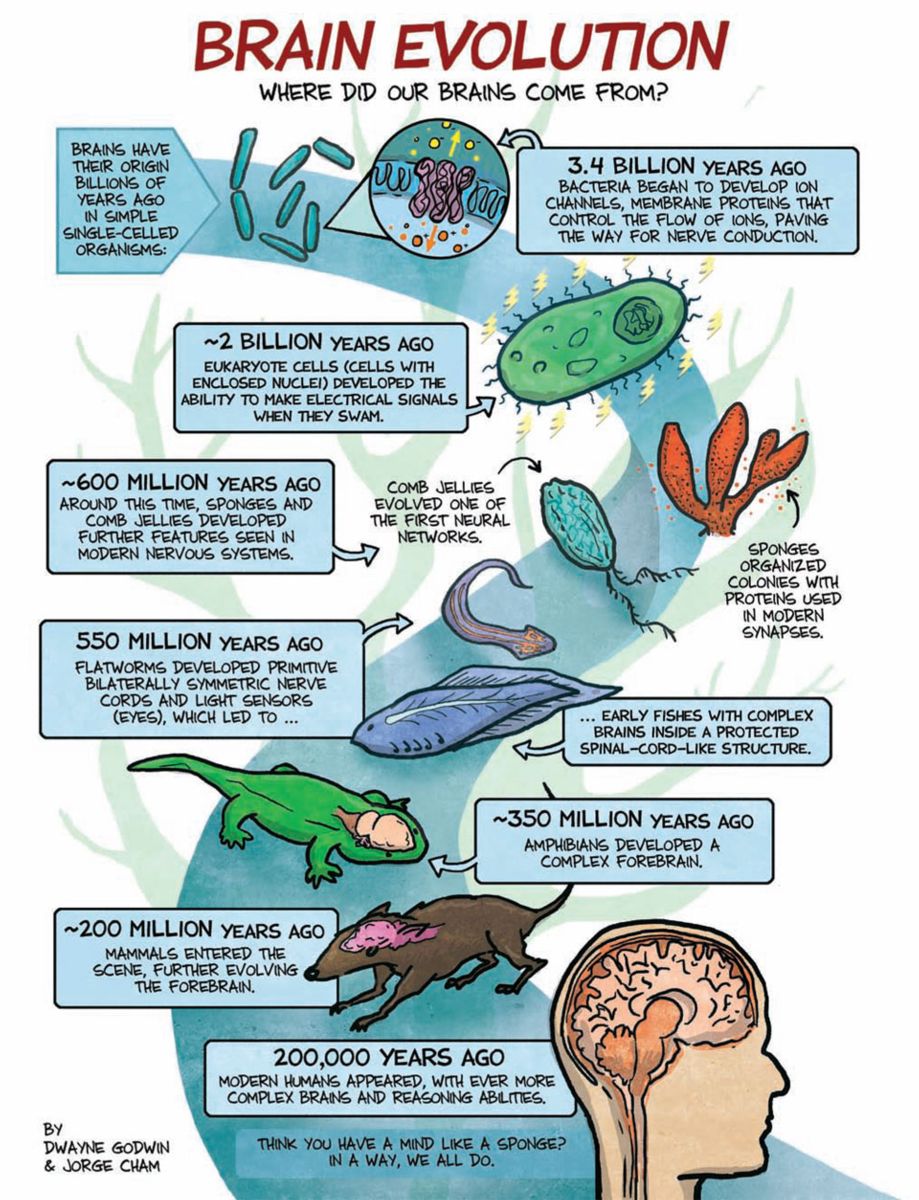 BRAIN EVOLUTION
WHERE DID OUR BRAINS COME FROM?
BRAINS HAVE
THEIR ORIGIN
BILLIONS OF
YEARS AGO
IN SIMPLE
SINGLE-CELLED
ORGANISMS:
3.4 BILLION YEARS AGO
BACTERIA BEGAN TO DEVELOP ION
CHANNELS, MEMBRANE PROTEINS THAT
CONTROL THE FLOW OF IONS, PAVING
THE WAY FOR NERVE CONDUCTION.
~2 BILLION YEARS AGO
EUKARYOTE CELLS (CELLS WITH
ENCLOSED NUCLEI) DEVELOPED THE
ABILITY TO MAKE ELECTRICAL SIGNALS
WHEN THEY SWAM.
~600 MILLION YEARS AGO
AROUND THIS TIME, SPONGES AND
COMB JELLIES DEVELOPED
FURTHER FEATURES SEEN IN
MODERN NERVOUS SYSTEMS.
COMB JELLIES
EVOLVED ONE OF
THE FIRST NEURAL
NETWORKS.
SPONGES
ORGANIZED
COLONIES WITH
PROTEINS USED
IN MODERN
SYNAPSES.
550 MILLION YEARS AGO
FLATWORMS DEVELOPED PRIMITIVE
BILATERALLY SYMMETRIC NERVE
CORDS AND LIGHT SENSORS
(EYES), WHICH LED TO ...
... EARLY FISHES WITH COMPLEX
BRAINS INSIDE A PROTECTED
SPINAL-CORD-LIKE STRUCTURE.
~350 MILLION YEARS AGO
AMPHIBIANS DEVELOPED A
COMPLEX FOREBRAIN.
~200 MILLION YEARS AGO
MAMMALS ENTERED THE
SCENE, FURTHER EVOLVING
THE FOREBRAIN.
200,000 YEARS AGO
MODERN HUMANS APPEARED, WITH EVER MORE
COMPLEX BRAINS AND REASONING ABILITIES.
THINK YOU HAVE A MIND LIKE A SPONGE?
IN A WAY, WE ALL DO.
BY
DWAYNE GODWIN
& JORGE CHAM